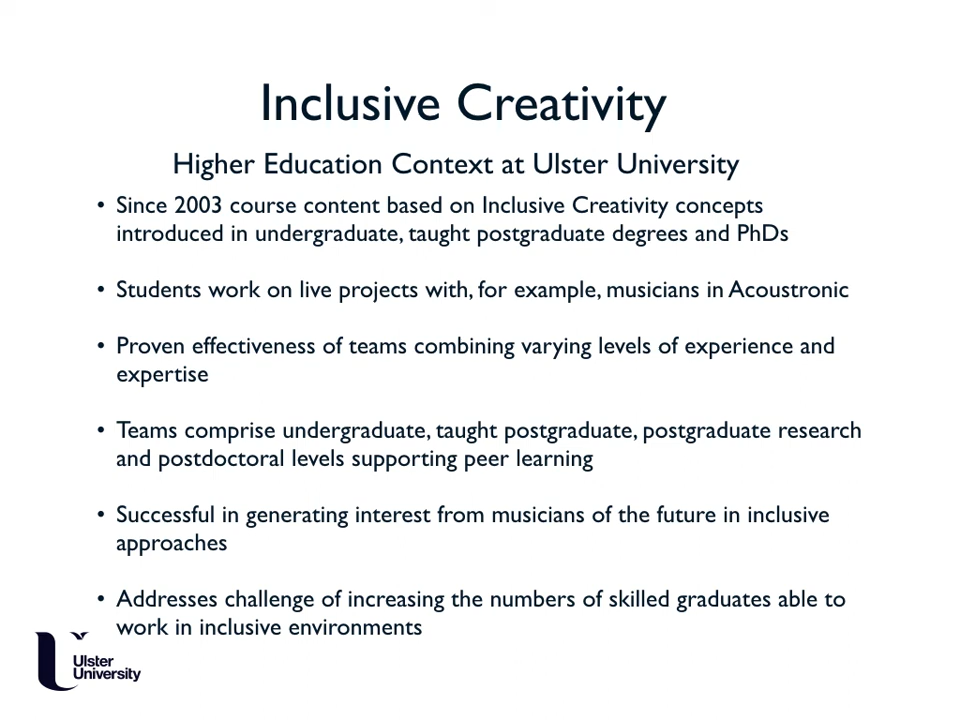 Inclusive Creativity
Higher Education Context at Ulster University
• Since 2003 course content based on Inclusive Creativity concepts
introduced in undergraduate, taught postgraduate degrees and PhDs
• Students work on live projects with, for example, musicians in Acoustronic
• Proven effectiveness of teams combining varying levels of experience and
expertise
• Teams comprise undergraduate, taught postgraduate, postgraduate research
and postdoctoral levels supporting peer learning
• Successful in generating interest from musicians of the future in inclusive
approaches
• Addresses challenge of increasing the numbers of skilled graduates able to
work in inclusive environments
Ulster
University